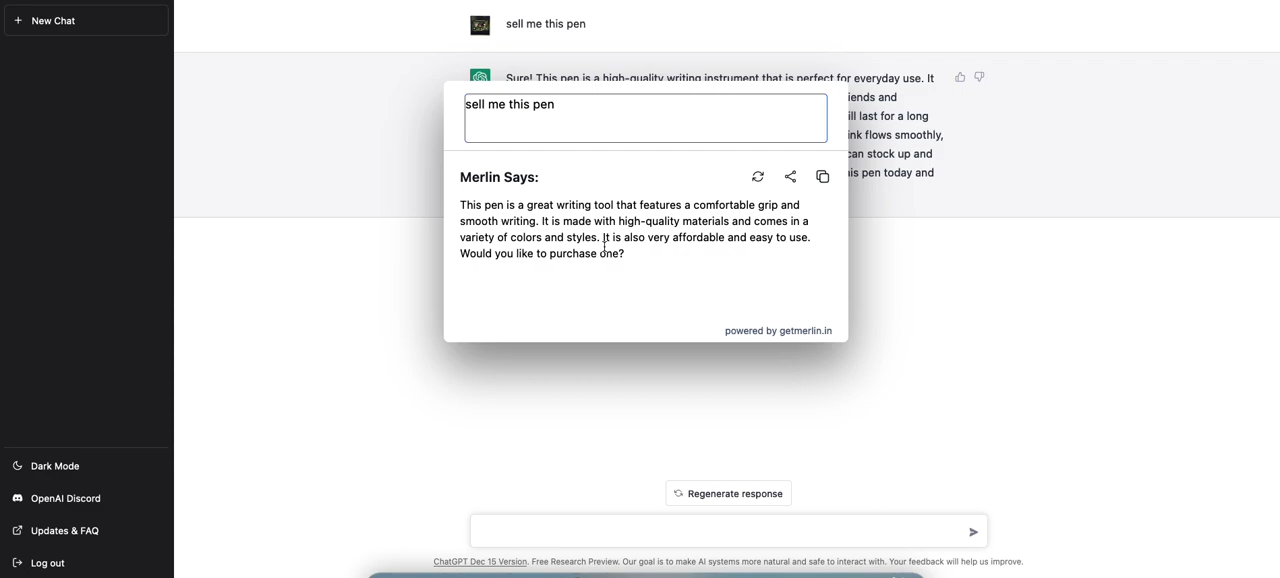 New Chat
sell me this pen
Sure! This pen is a high-quality writing instrument that is perfect for everyday use. It
iends and
ill last for a long
ink flows smoothly,
can stock up and
his pen today and
sell me this pen
Merlin Says:
This pen is a great writing tool that features a comfortable grip and
smooth writing. It is made with high-quality materials and comes in a
variety of colors and styles. It is also very affordable and easy to use.
Would you like to purchase one?
powered by getmerlin.in
Dark Mode
OpenAI Discord
Updates & FAQ
Log out
Regenerate response
ChatGPT Dec 15 Version. Free Research Preview. Our goal is to make AI systems more natural and safe to interact with. Your feedback will help us improve.